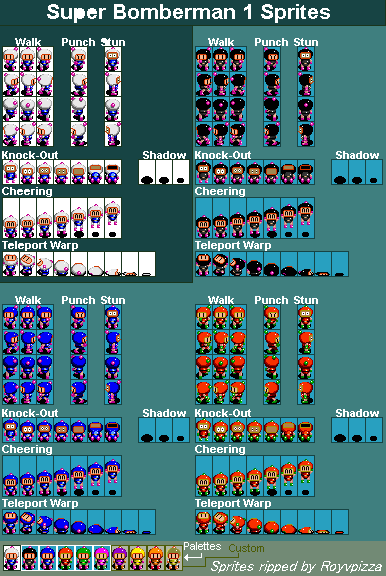 Super Bomberman 1 Sprites
Walk Punch Stun
Walk Punch Stun
Knock-Out Shadow
Knock-Out Shadow
Cheering
Cheering
Teleport Warp
Teleport Warp
Walk Punch Stun
Walk Punch Stun
Knock-Out Shadow
Knock-Out Shadow
Cheering
Cheering
Teleport Warp
Teleport Warp
Palettes Custom
Sprites ripped by Royvpizza